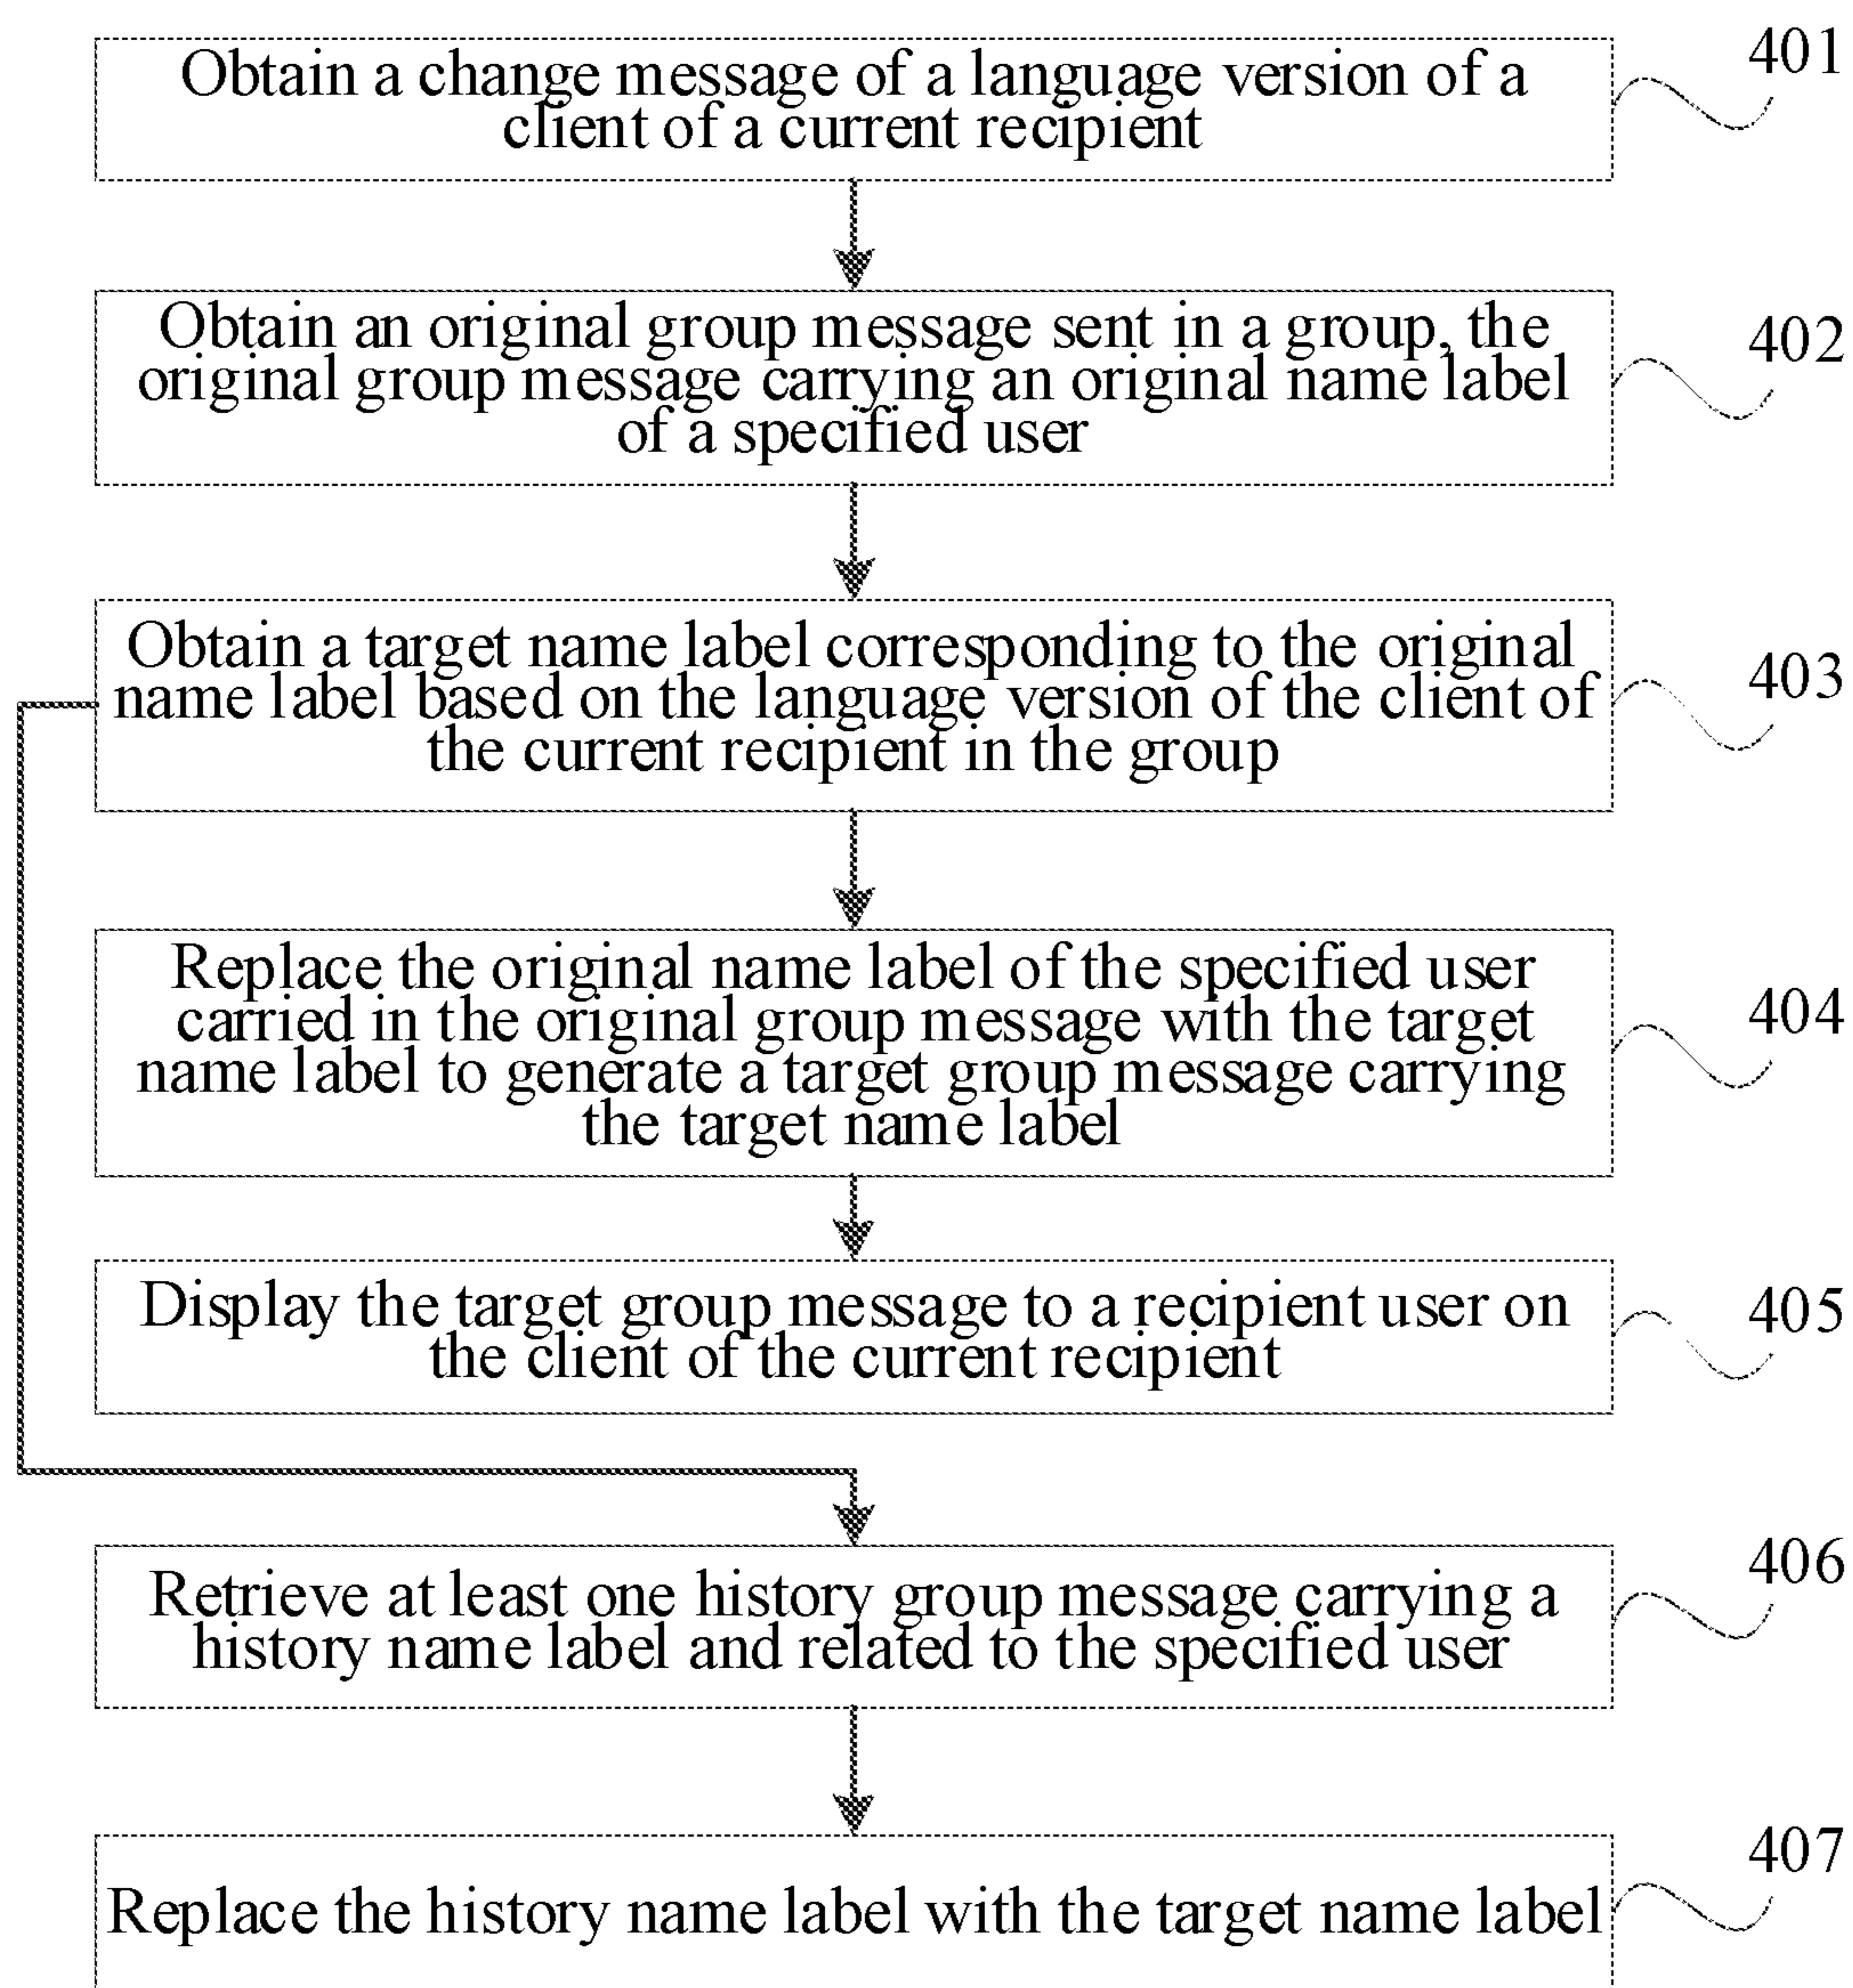 Obtain a change message of a language version of a
client of a current recipient
401
Obtain an original group message sent in a group, the
original group message carrying an original name label
of a specified user
402
Obtain a target name label corresponding to the original
name label based on the language version of the client of
the current recipient in the group
403
Replace the original name label of the specified user
carried in the original group message with the target
name label to generate a target group message carrying
the target name label
404
Display the target group message to a recipient user on
the client of the current recipient
405
Retrieve at least one history group message carrying a
history name label and related to the specified user
406
Replace the history name label with the target name label
407